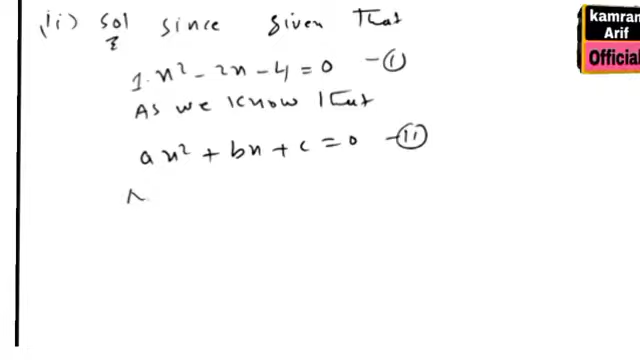 (ii) Sol since given that
1.x² - 2x - 4 = 0 - (i)
As we know that
ax² + bx + c = 0 - (ii)
kamran
Arif
Official